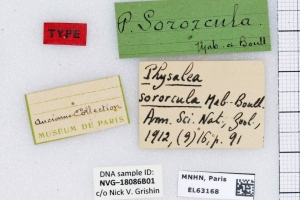 TYPE
P. Sororcula.
Mab. et Boull
Ancienne Collection
MUSEUM DE PARIS
Physalea
sororcula Mab-Boull.
Ann. Sci. Nat., Zool.,
1912, (9) 16, p. 91
DNA sample ID:
NVG-18086B01
c/o Nick V. Grishin
MNHN, Paris
EL63168